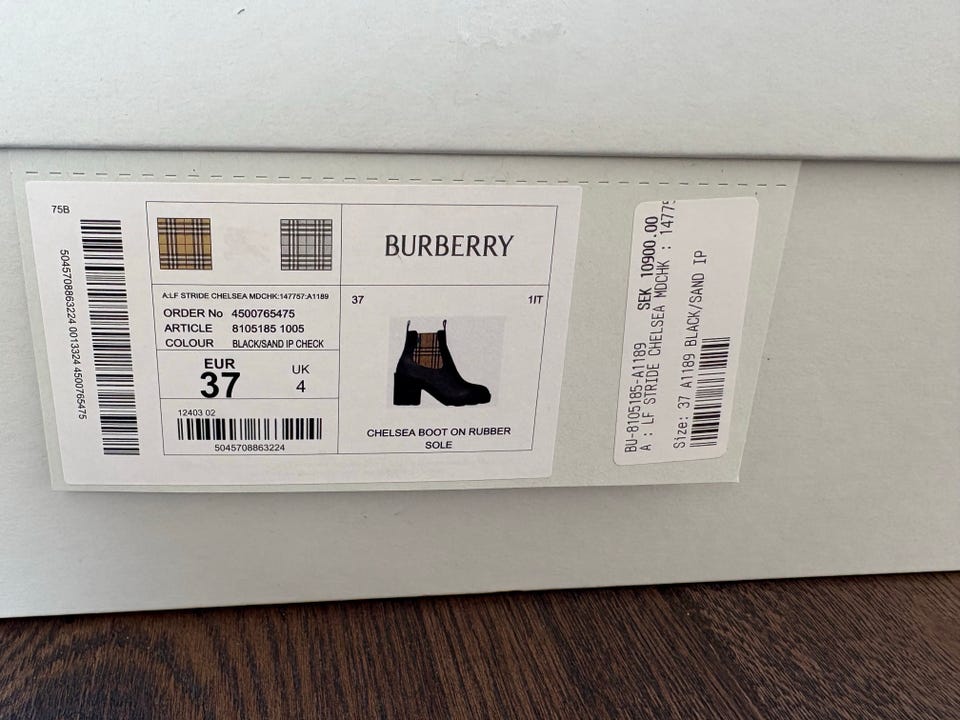 75B
5045708863224 0013324 4500765475
A:LF STRIDE CHELSEA MDCHK:147757:A1189
ORDER No 4500765475
ARTICLE 8105185 1005
COLOUR BLACK/SAND IP CHECK
EUR
37
UK
4
12403 02
5045708863224
BURBERRY
37
1IT
CHELSEA BOOT ON RUBBER
SOLE
BU-8105185-A1189 SEK 10900.00
A : LF STRIDE CHELSEA MDCHK : 14775
Size: 37 A1189 BLACK/SAND IP